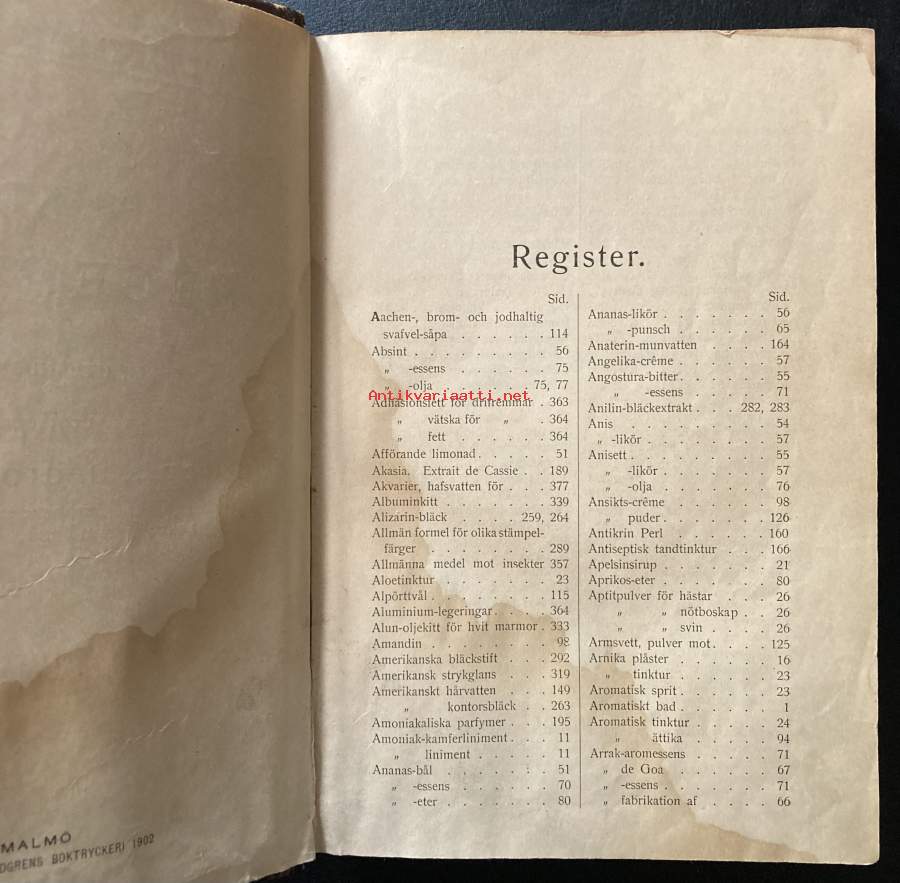 MALMÖ
DGRENS BOKTRYCKERI 1902
Register.
Sid.
Aachen-, brom- och jodhaltig
svafvel-såpa . . . . . . 114
Absint . . . . . . . . . 56
„ -essens . . . . . . 75
„ -olja . . . . . . 75, 77
Antikvariaatti.net
Adhäsionsfett för drifremmar . 363
„ vätska för „ . 364
„ fett . . . . . . 364
Afförande limonad . . . . . 51
Akasia. Extrait de Cassie . . 189
Akvarier, hafsvatten för . . . 377
Albuminkitt . . . . . . . 339
Alizarin-bläck . . . . 259, 264
Allmän formel för olika stämpel-
färger . . . . . . . 289
Allmänna medel mot insekter 357
Aloetinktur . . . . . . . 23
Alpörttvål . . . . . . . . 115
Aluminium-legeringar . . . . 364
Alun-oljekitt för hvit marmor . 333
Amandin . . . . . . . . 98
Amerikanska bläckstift . . . 292
Amerikansk strykglans . . . 319
Amerikanskt hårvatten . . . 149
„ kontorsbläck . . 263
Amoniakaliska parfymer . . . 195
Amoniak-kamferliniment . . . 11
„ liniment . . . . . 11
Ananas-bål . . . . . . . 51
„ -essens . . . . . . 70
„ -eter . . . . . . . 80
Sid.
Ananas-likör . . . . . . . 56
„ -punsch . . . . . . 65
Anaterin-munvatten . . . . 164
Angelika-crême . . . . . . 57
Angostura-bitter . . . . . . 55
„ -essens . . . . 71
Anilin-bläckextrakt . . . 282, 283
Anis . . . . . . . . . 54
„ -likör . . . . . . . . 57
Anisett . . . . . . . . . 55
„ -likör . . . . . . . 57
„ -olja . . . . . . . 76
Ansikts-crême . . . . . . 98
„ puder . . . . . . . 126
Antikrin Perl . . . . . . 160
Antiseptisk tandtinktur . . . 166
Apelsinsirup . . . . . . . 21
Aprikos-eter . . . . . . . 80
Aptitpulver för hästar . . . 26
„ „ nötboskap . . 26
„ „ svin . . . . 26
Armsvett, pulver mot . . . . 125
Arnika plåster . . . . . . 16
„ tinktur . . . . . . 23
Aromatisk sprit . . . . . . 23
Aromatiskt bad . . . . . . 1
Aromatisk tinktur . . . . . 24
„ ättika . . . . . 94
Arrak-aromessens . . . . . 71
„ de Goa . . . . . . 67
„ -essens . . . . . . . 71
„ fabrikation af . . . . 66